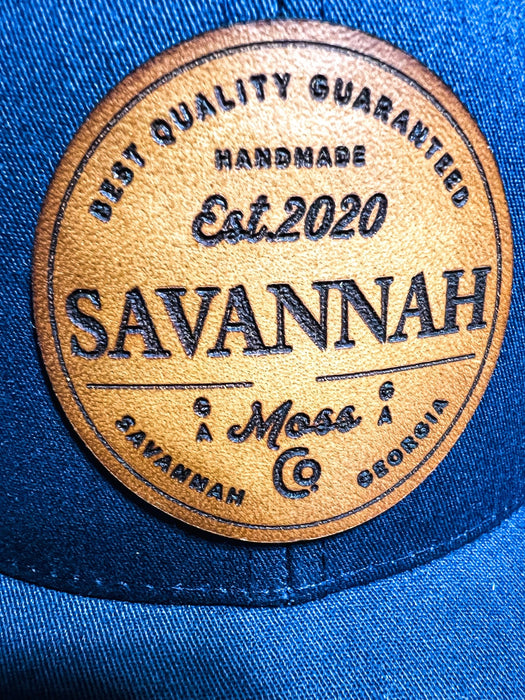 BEST QUALITY GUARANTEED
HANDMADE
Est. 2020
SAVANNAH
GA Moss GA
Co.
SAVANNAH GEORGIA